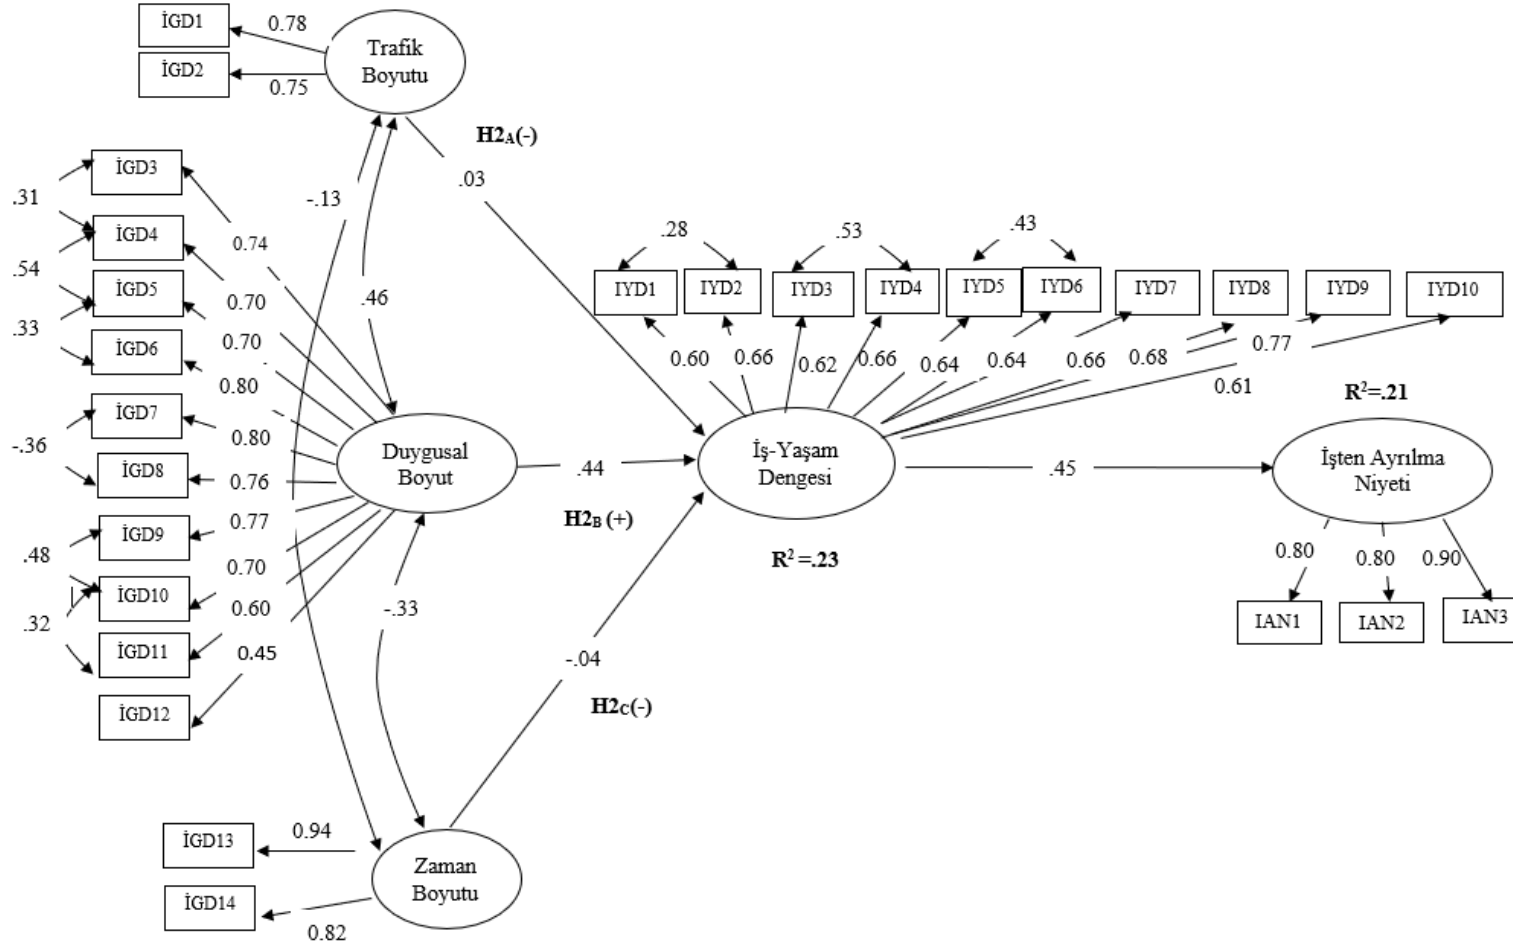 İGD1
0.78
İGD2
0.75
Trafik
Boyutu
H2A(-)
.03
-.13
.46
İGD3
.31
İGD4
0.74
.54
İGD5
0.70
.33
0.70
İGD6
0.80
İGD7
0.80
-.36
İGD8
0.76
0.77
İGD9
.48
0.70
İGD10
0.60
.32
İGD11
0.45
İGD12
Duygusal
Boyut
.44
H2B (+)
-.33
-.04
H2C(-)
.28
.53
.43
IYD1
IYD2
IYD3
IYD4
IYD5
IYD6
IYD7
IYD8
IYD9
IYD10
0.60
0.66
0.62
0.66
0.64
0.64
0.66
0.68
0.77
0.61
İş-Yaşam
Dengesi
R2 =.23
.45
R2=.21
İşten Ayrılma
Niyeti
0.80
0.80
0.90
IAN1
IAN2
IAN3
İGD13
0.94
İGD14
0.82
Zaman
Boyutu